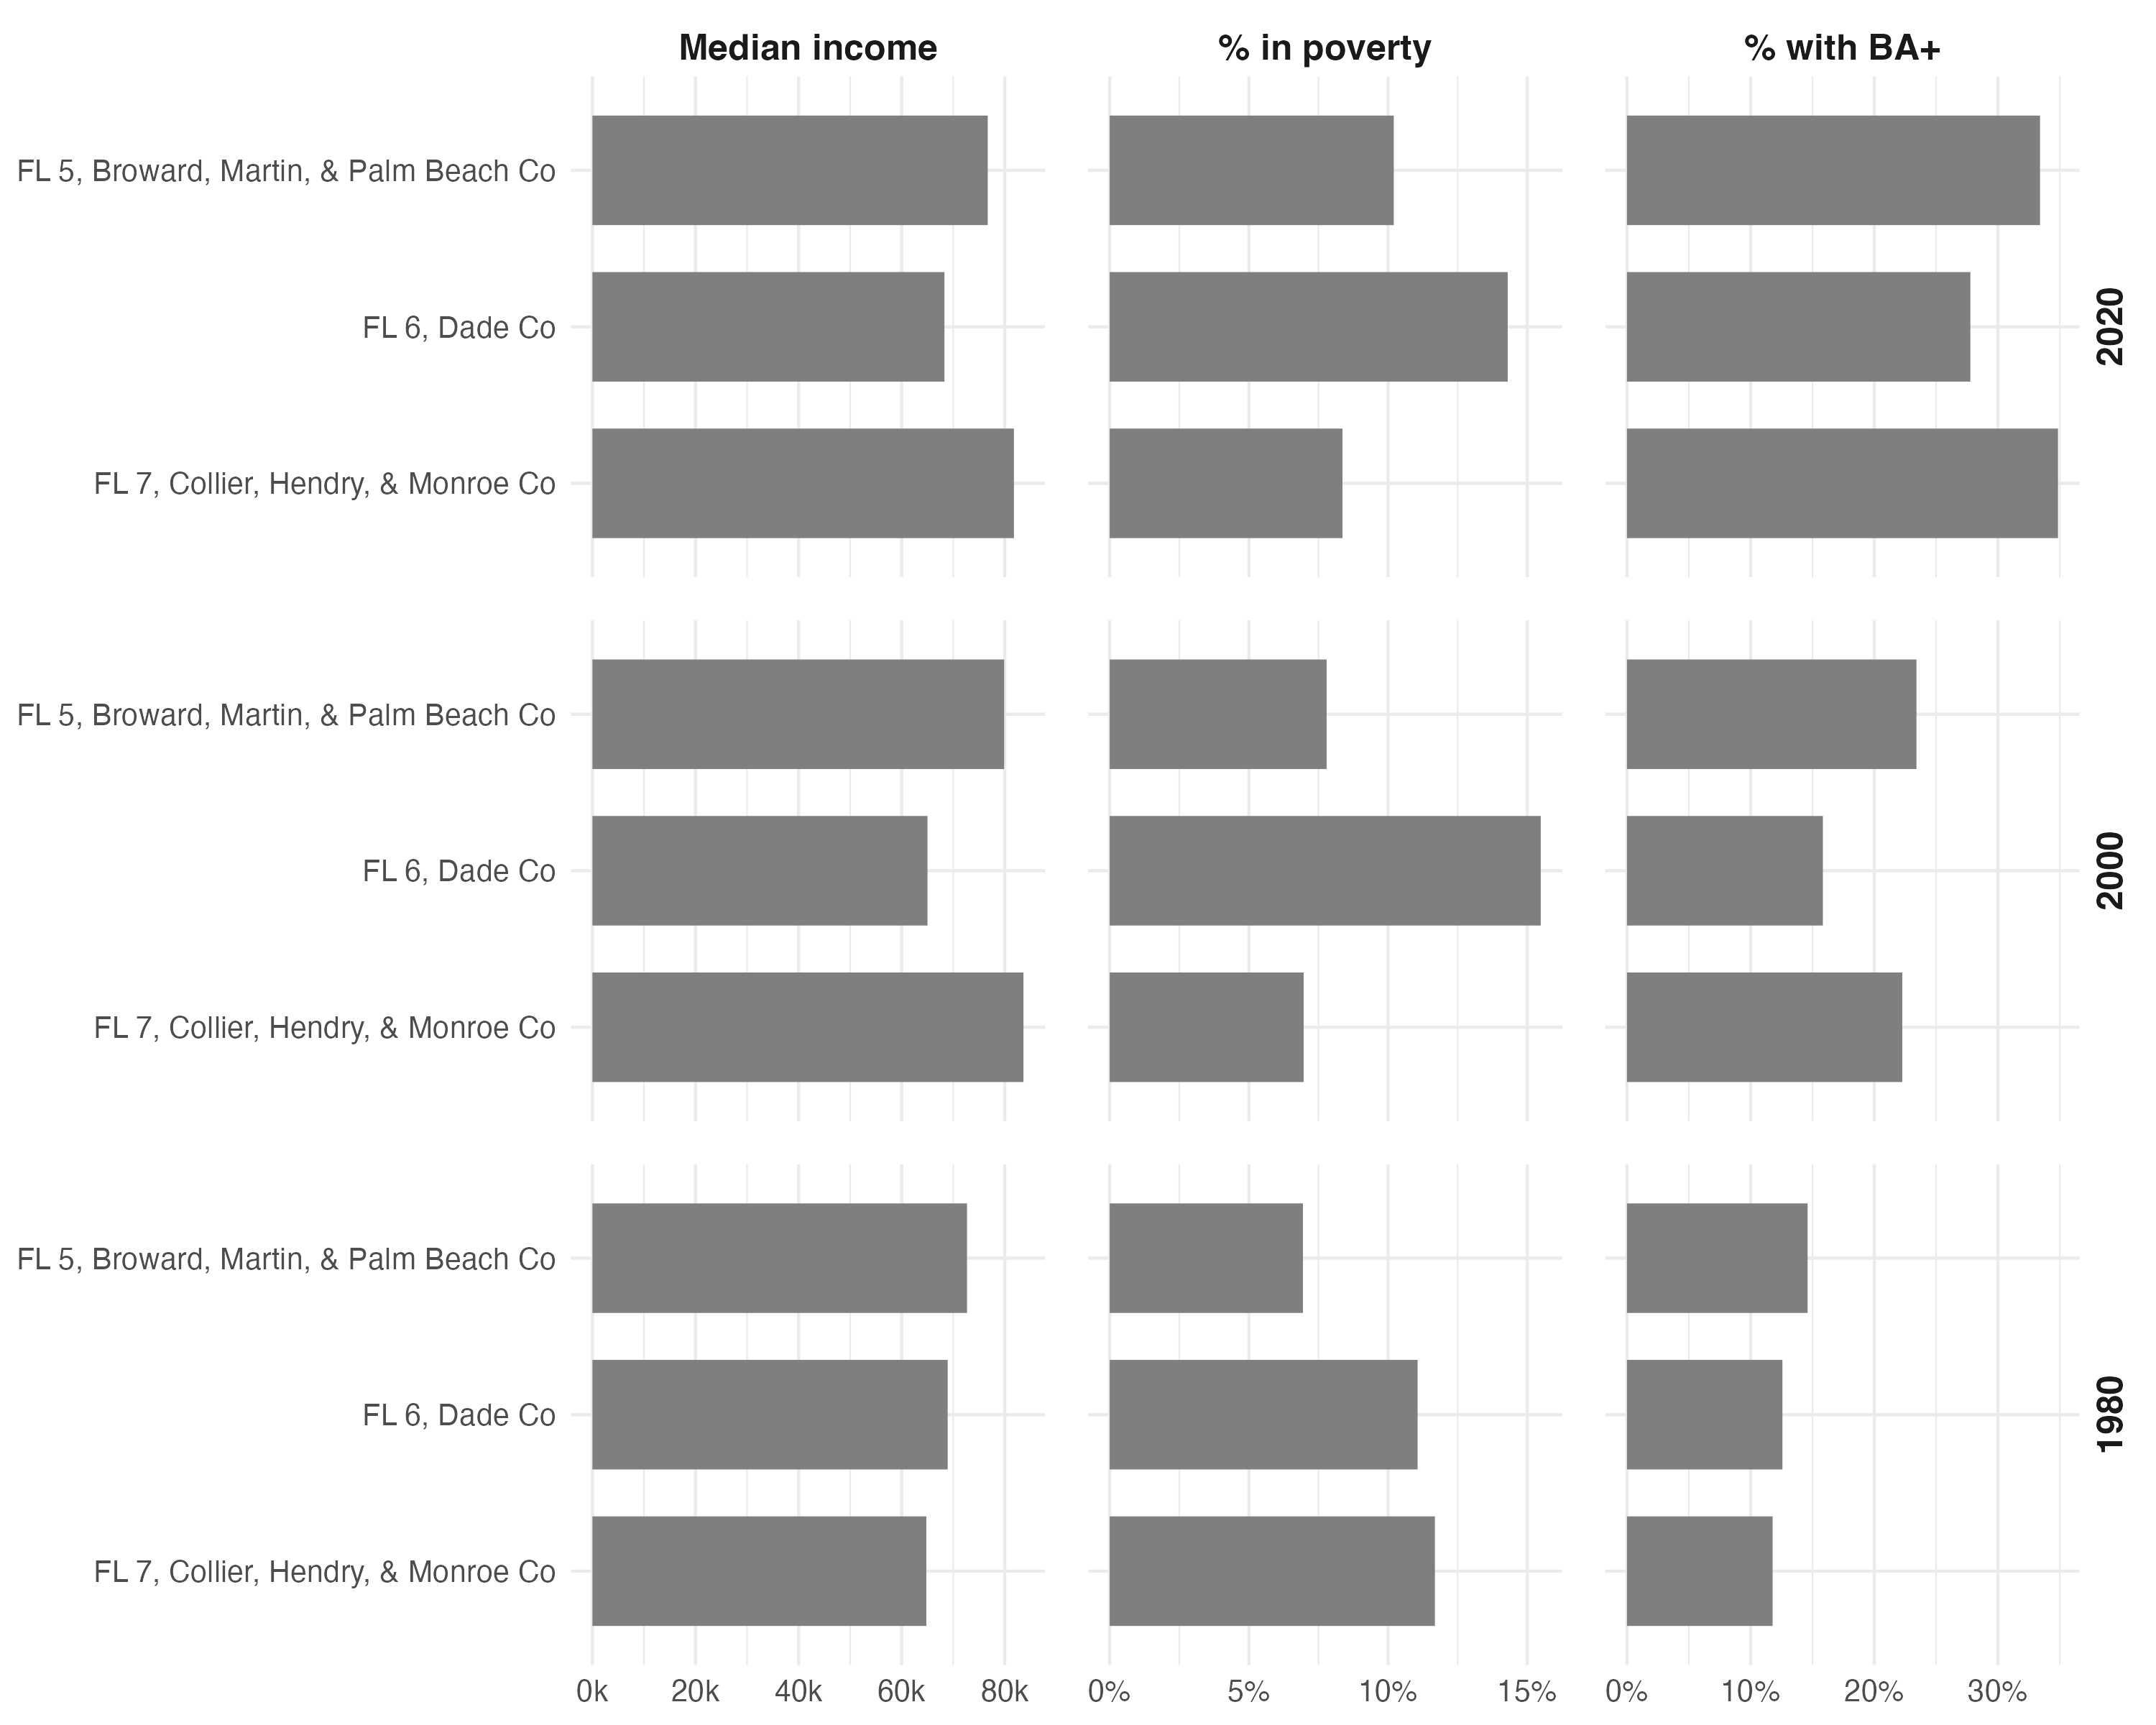 Median income % in poverty % with BA+
FL 5, Broward, Martin, & Palm Beach Co
FL 6, Dade Co
FL 7, Collier, Hendry, & Monroe Co
2020
FL 5, Broward, Martin, & Palm Beach Co
FL 6, Dade Co
FL 7, Collier, Hendry, & Monroe Co
2000
FL 5, Broward, Martin, & Palm Beach Co
FL 6, Dade Co
FL 7, Collier, Hendry, & Monroe Co
1980
0k 20k 40k 60k 80k 0% 5% 10% 15% 0% 10% 20% 30%